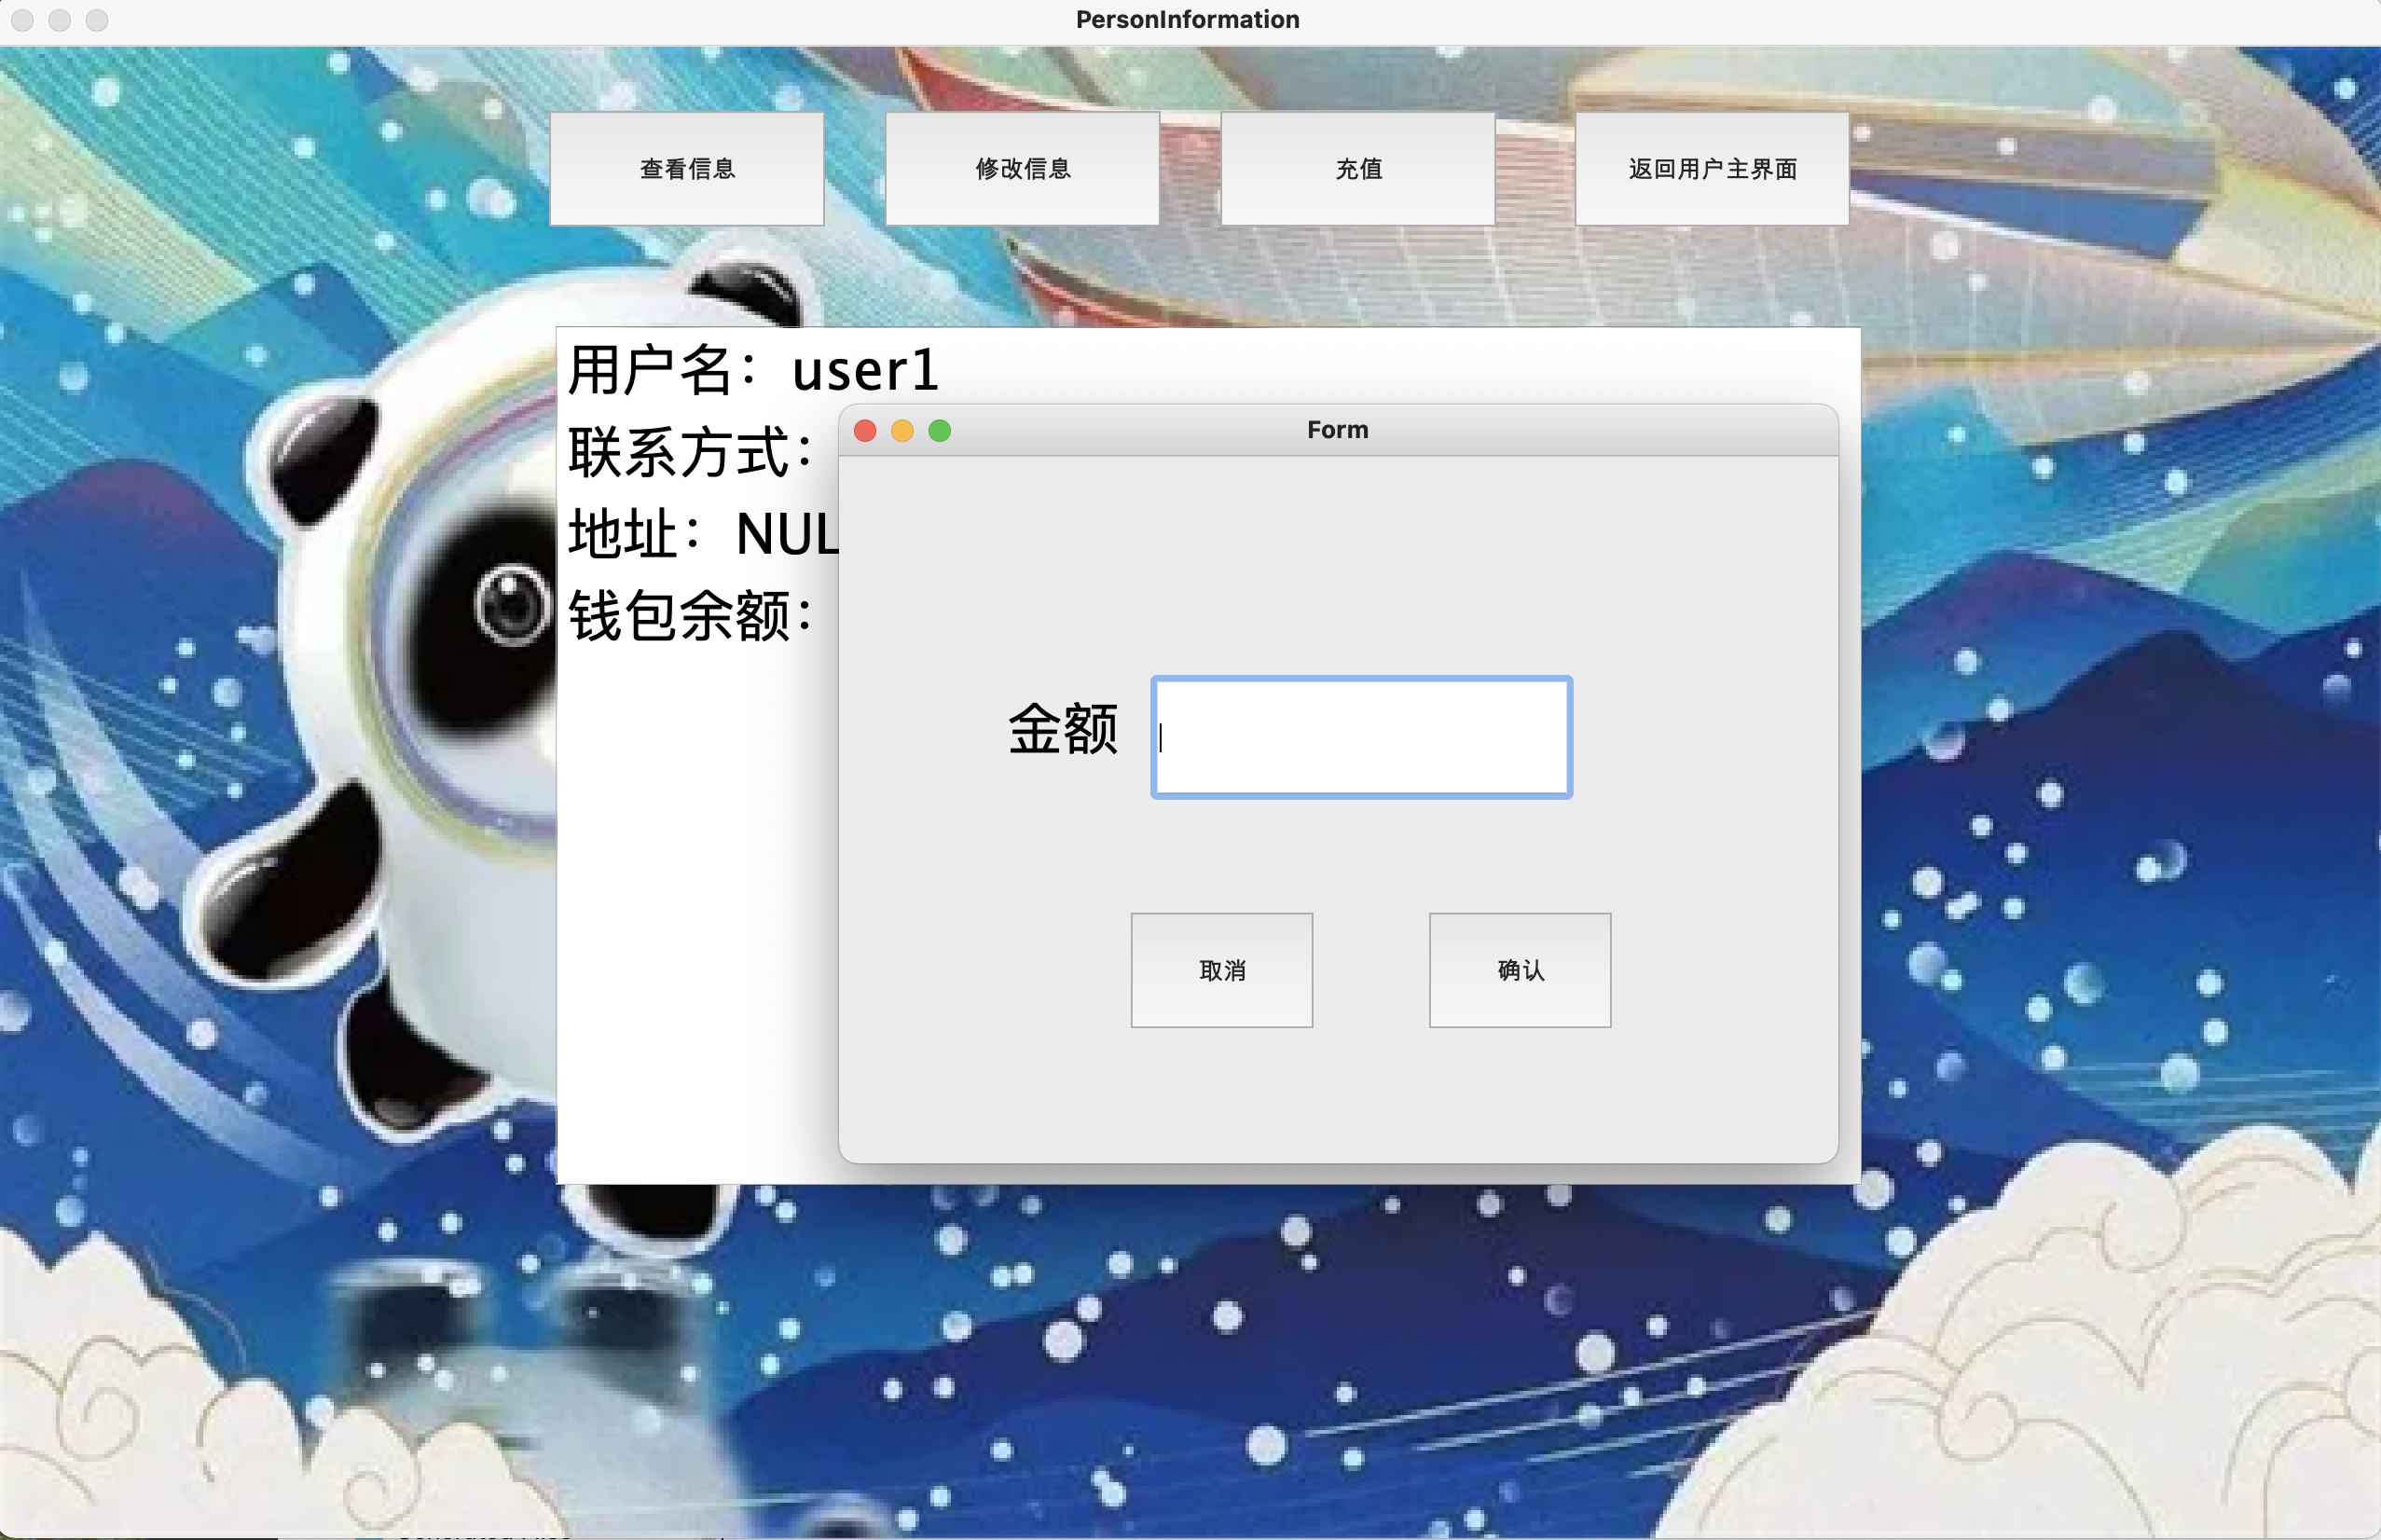 PersonInformation
查看信息
修改信息
充值
返回用户主界面
用户名：user1
联系方式：
地址：NUL
钱包余额：
Form
金额
取消
确认